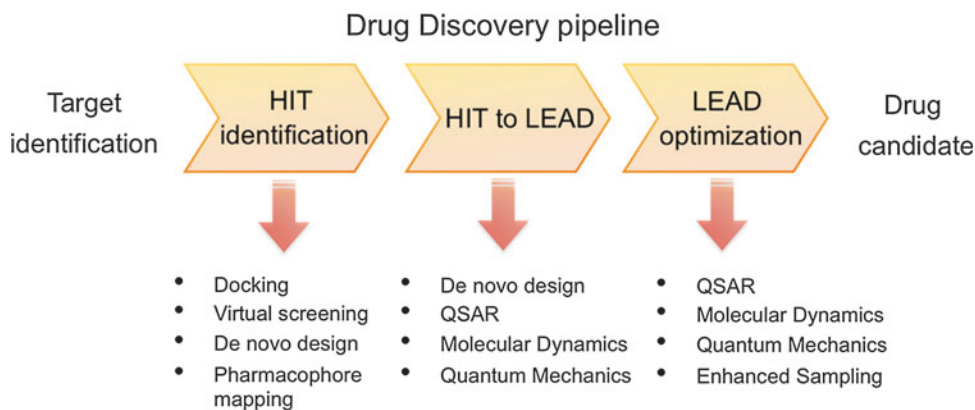 Drug Discovery pipeline
Target
identification
HIT
identification
HIT to LEAD
LEAD
optimization
Drug
candidate
• Docking
• Virtual screening
• De novo design
• Pharmacophore
mapping
• De novo design
• QSAR
• Molecular Dynamics
• Quantum Mechanics
• QSAR
• Molecular Dynamics
• Quantum Mechanics
• Enhanced Sampling